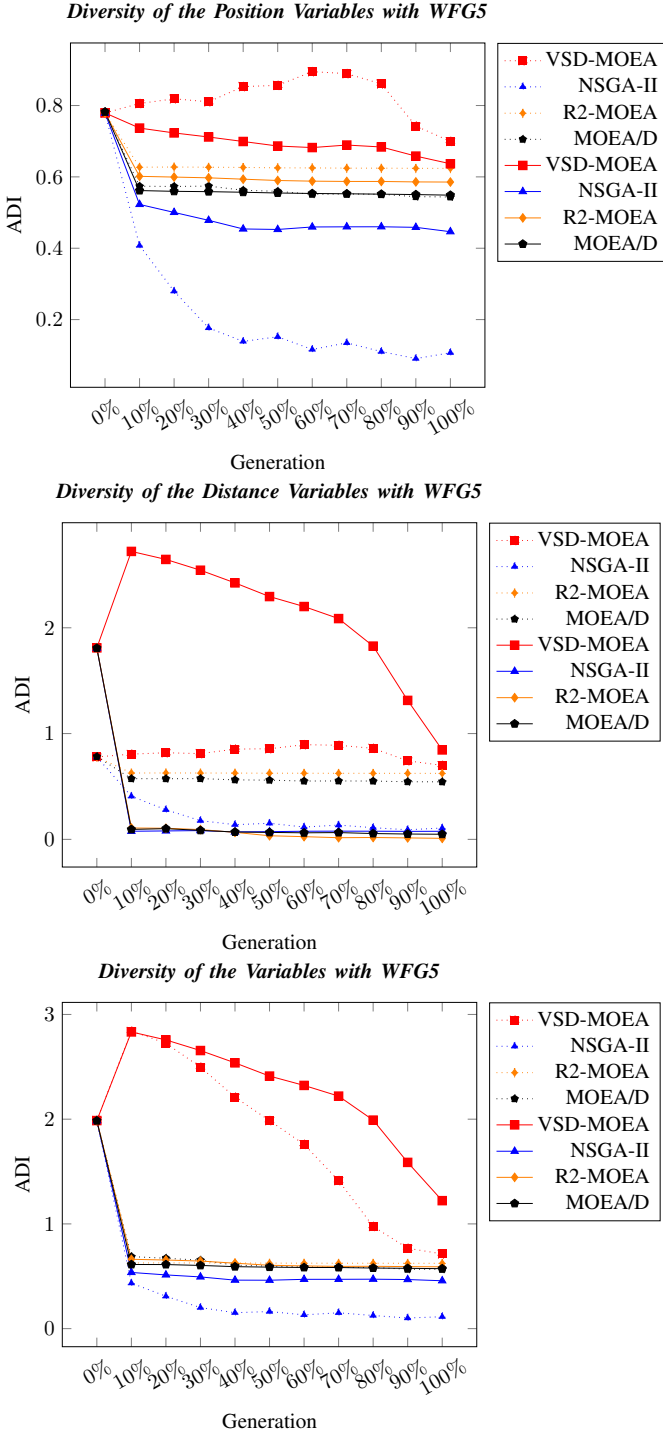 Diversity of the Position Variables with WFG5
VSD-MOEA
NSGA-II
R2-MOEA
MOEA/D
VSD-MOEA
NSGA-II
R2-MOEA
MOEA/D
ADI
0.8
0.6
0.4
0.2
0%
10%
20%
30%
40%
50%
60%
70%
80%
90%
100%
Generation
Diversity of the Distance Variables with WFG5
VSD-MOEA
NSGA-II
R2-MOEA
MOEA/D
VSD-MOEA
NSGA-II
R2-MOEA
MOEA/D
ADI
2
1
0
0%
10%
20%
30%
40%
50%
60%
70%
80%
90%
100%
Generation
Diversity of the Variables with WFG5
VSD-MOEA
NSGA-II
R2-MOEA
MOEA/D
VSD-MOEA
NSGA-II
R2-MOEA
MOEA/D
ADI
3
2
1
0
0%
10%
20%
30%
40%
50%
60%
70%
80%
90%
100%
Generation